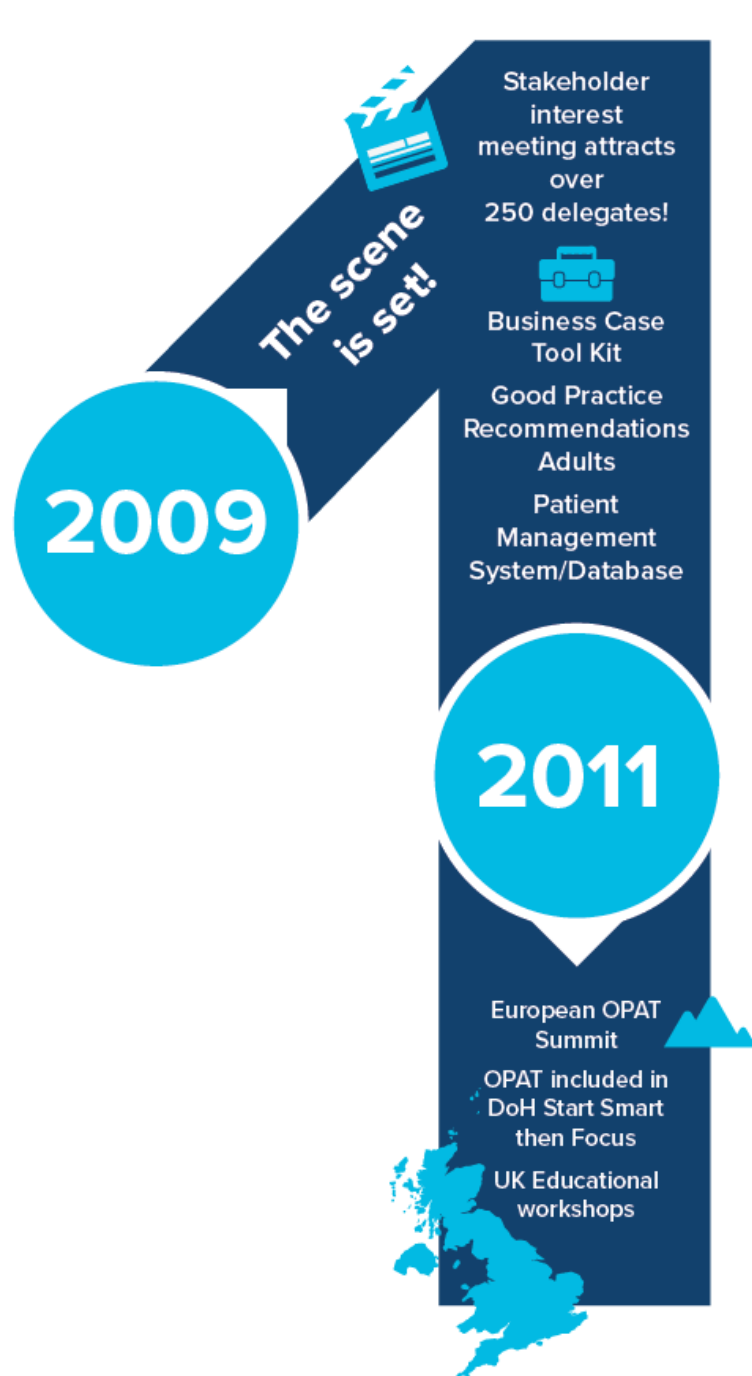 2009
The scene
is set!
Stakeholder
interest
meeting attracts
over
250 delegates!
Business Case
Tool Kit
Good Practice
Recommendations
Adults
Patient
Management
System/Database
2011
European OPAT
Summit
OPAT included in
DoH Start Smart
then Focus
UK Educational
workshops